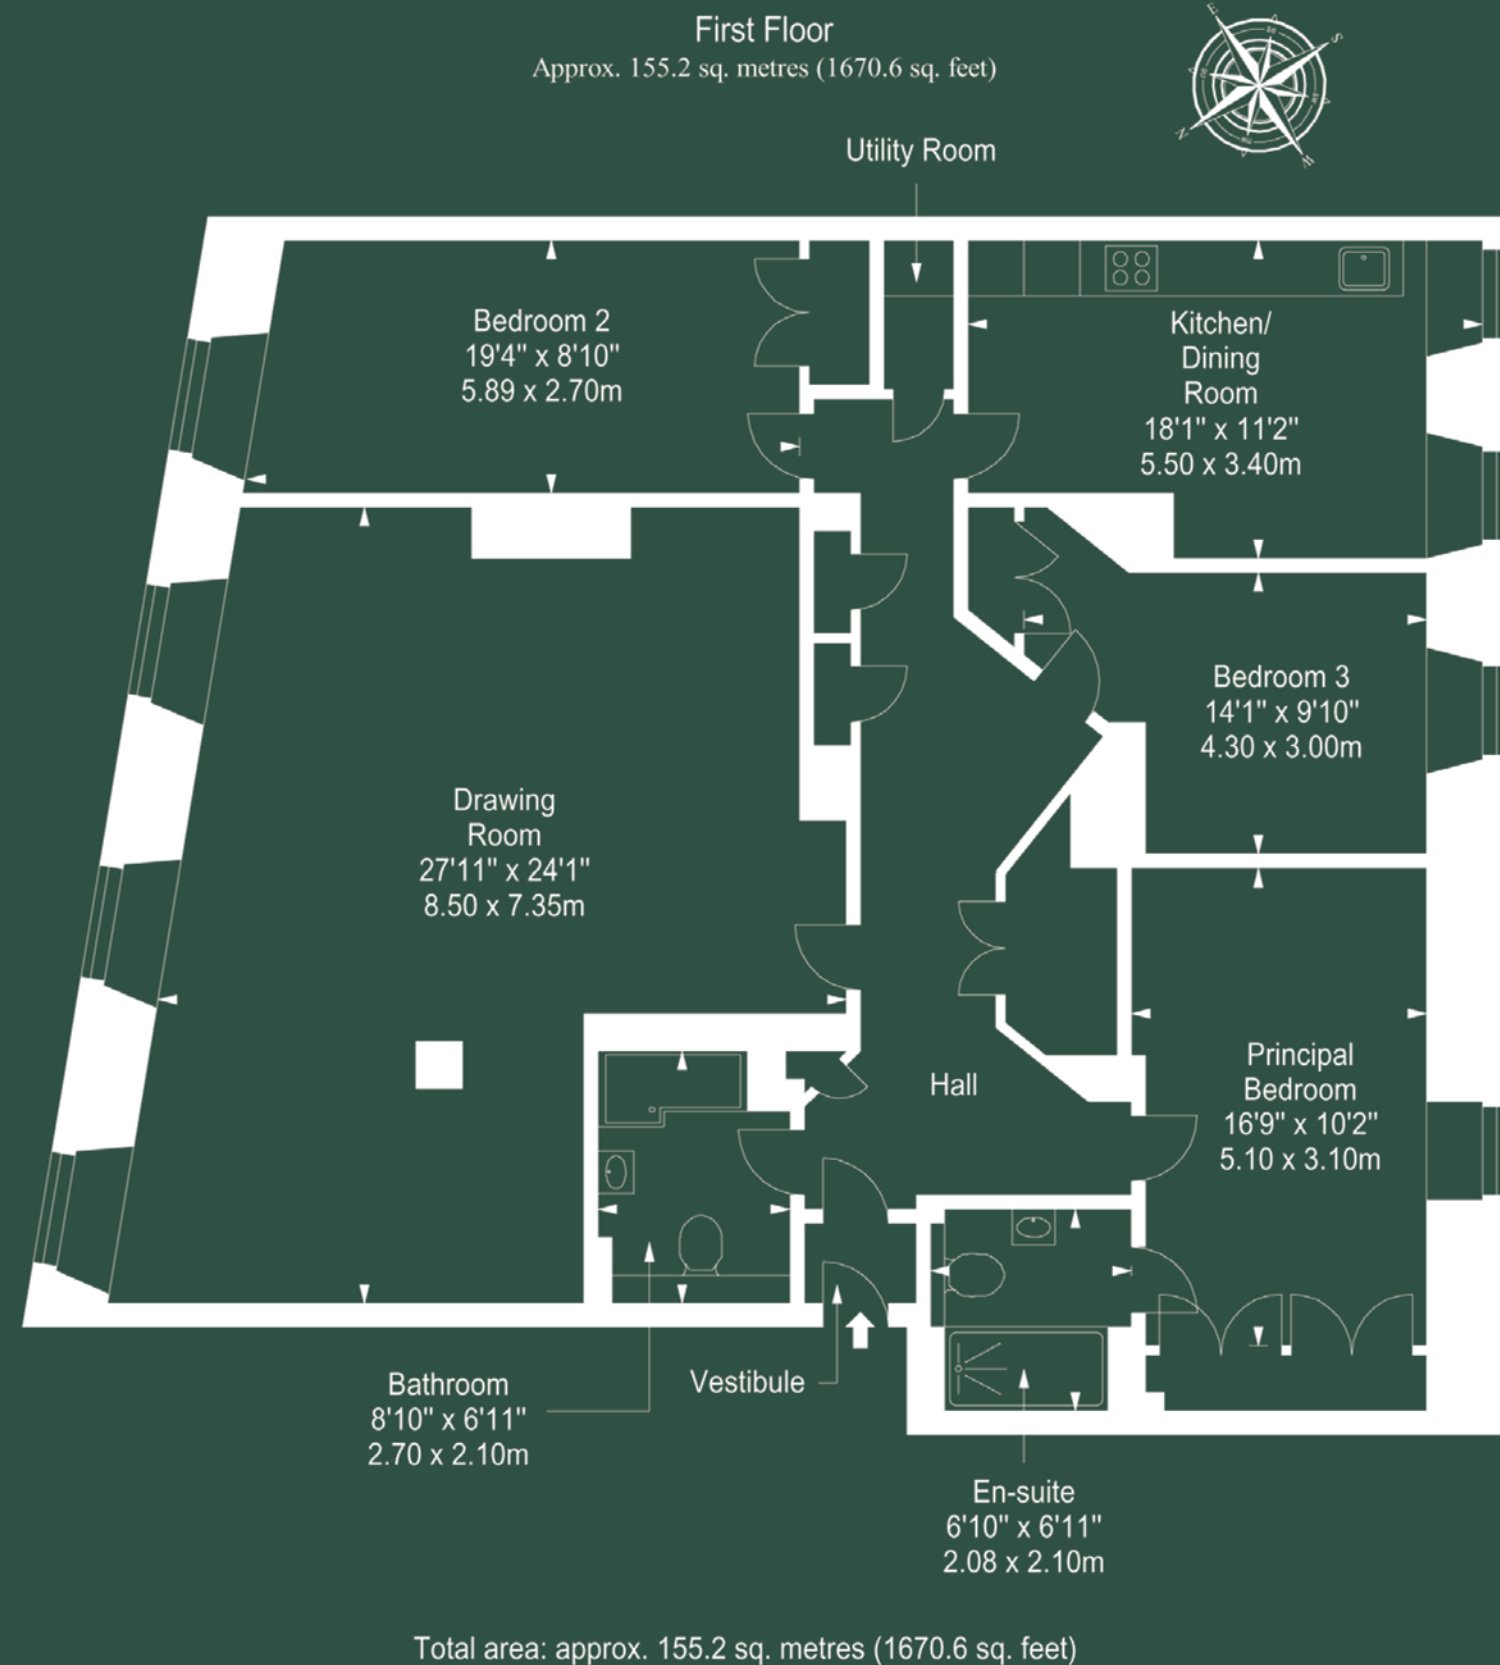 First Floor
Approx. 155.2 sq. metres (1670.6 sq. feet)
E
S
N
W
Utility Room
Bedroom 2
19'4" x 8'10"
5.89 x 2.70m
Kitchen/
Dining
Room
18'1" x 11'2"
5.50 x 3.40m
Bedroom 3
14'1" x 9'10"
4.30 x 3.00m
Drawing
Room
27'11" x 24'1"
8.50 x 7.35m
Hall
Principal
Bedroom
16'9" x 10'2"
5.10 x 3.10m
Bathroom
8'10" x 6'11"
2.70 x 2.10m
Vestibule
En-suite
6'10" x 6'11"
2.08 x 2.10m
Total area: approx. 155.2 sq. metres (1670.6 sq. feet)